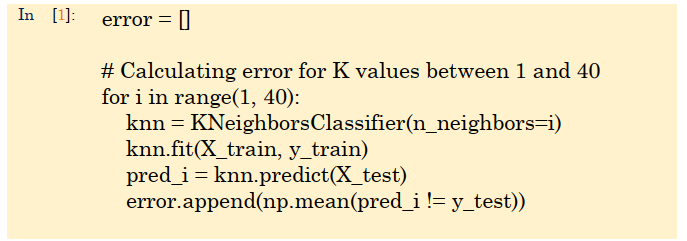 In [1]: error = []
# Calculating error for K values between 1 and 40
for i in range(1, 40):
knn = KNeighborsClassifier(n_neighbors=i)
knn.fit(X_train, y_train)
pred_i = knn.predict(X_test)
error.append(np.mean(pred_i != y_test))